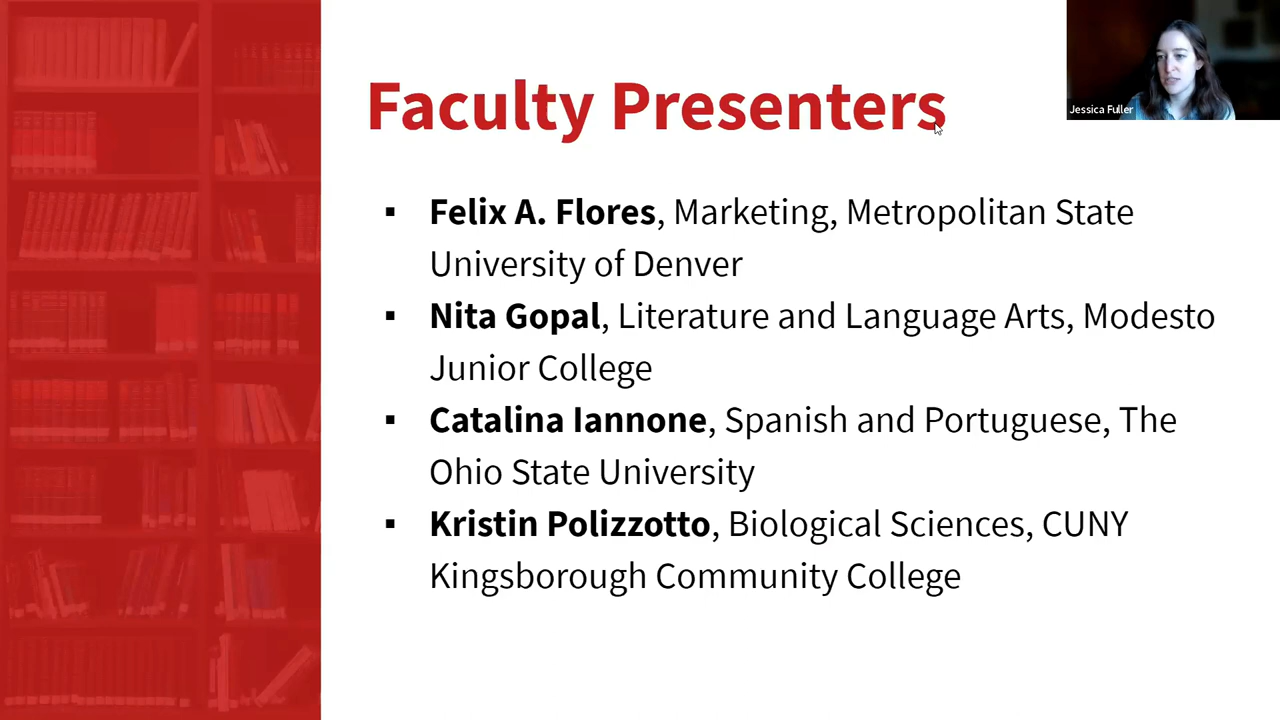 Faculty Presenters
Jessica Fuller
▪ Felix A. Flores, Marketing, Metropolitan State
University of Denver
▪ Nita Gopal, Literature and Language Arts, Modesto
Junior College
▪ Catalina Iannone, Spanish and Portuguese, The
Ohio State University
▪ Kristin Polizzotto, Biological Sciences, CUNY
Kingsborough Community College